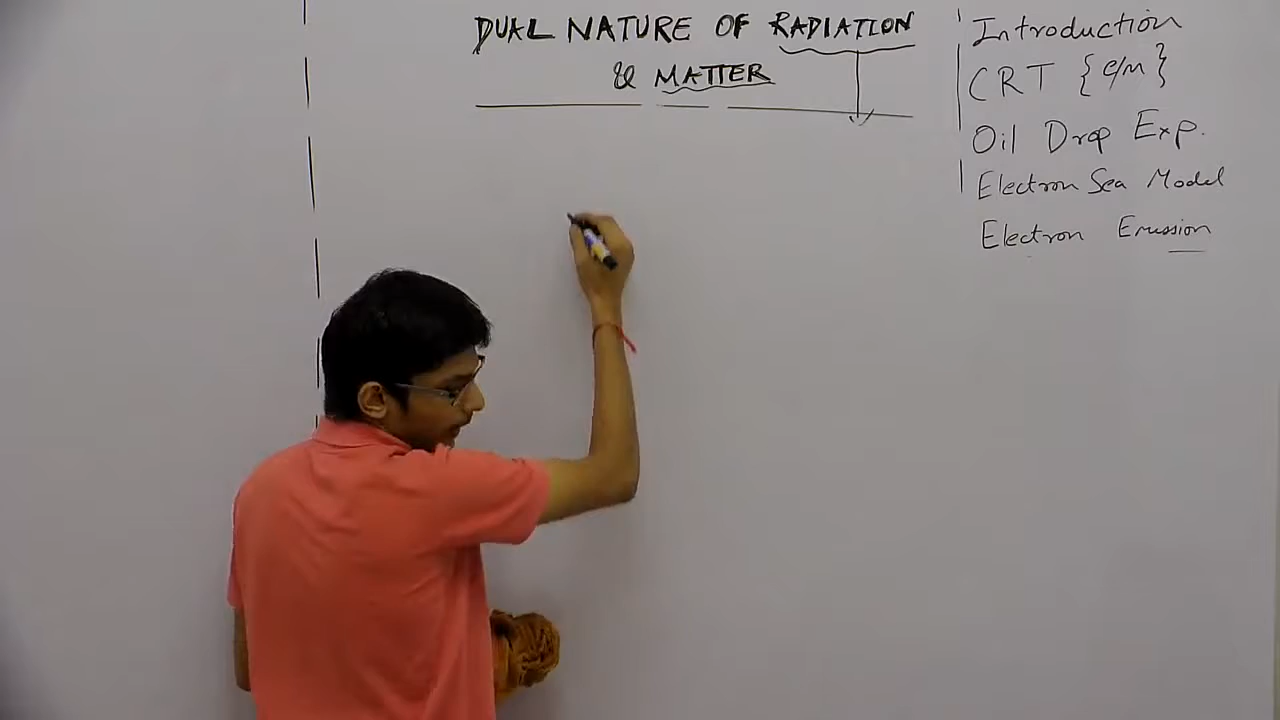 DUAL NATURE OF RADIATION
& MATTER
Introduction
CRT {e/m}
Oil Drop Exp.
Electron Sea Model
Electron Emission